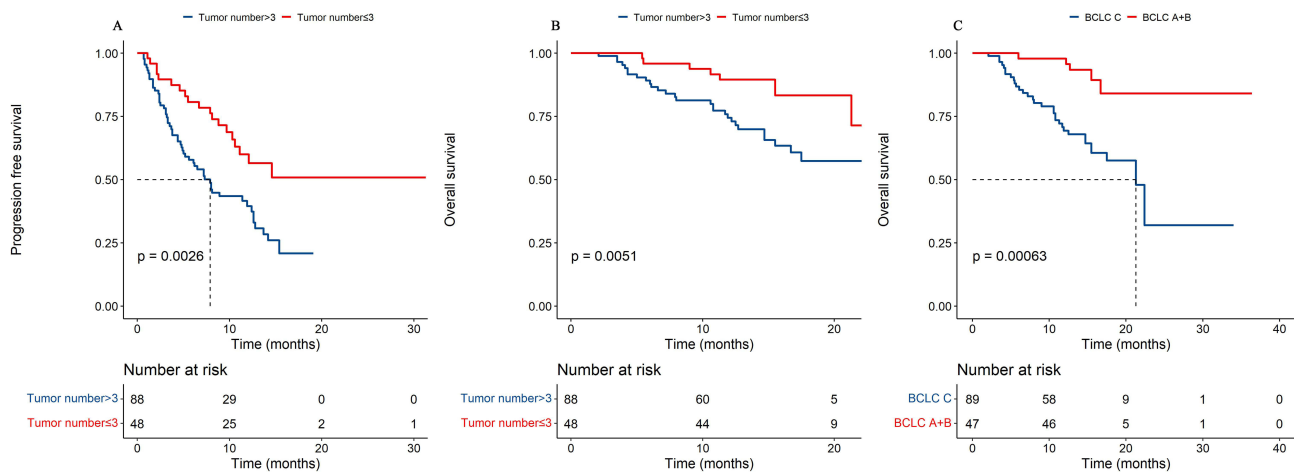 A
Tumor number>3 Tumor number≤3
Progression free survival
1.00
0.75
0.50
0.25
0.00
p = 0.0026
0 10 20 30
Time (months)
Number at risk
Tumor number>3 88 29 0 0
Tumor number≤3 48 25 2 1
0 10 20 30
Time (months)
B
Tumor number>3 Tumor number≤3
Overall survival
1.00
0.75
0.50
0.25
0.00
p = 0.0051
0 10 20
Time (months)
Number at risk
Tumor number>3 88 60 5
Tumor number≤3 48 44 9
0 10 20
Time (months)
C
BCLC C BCLC A+B
Overall survival
1.00
0.75
0.50
0.25
0.00
p = 0.00063
0 10 20 30 40
Time (months)
Number at risk
BCLC C 89 58 9 1 0
BCLC A+B 47 46 5 1 0
0 10 20 30 40
Time (months)